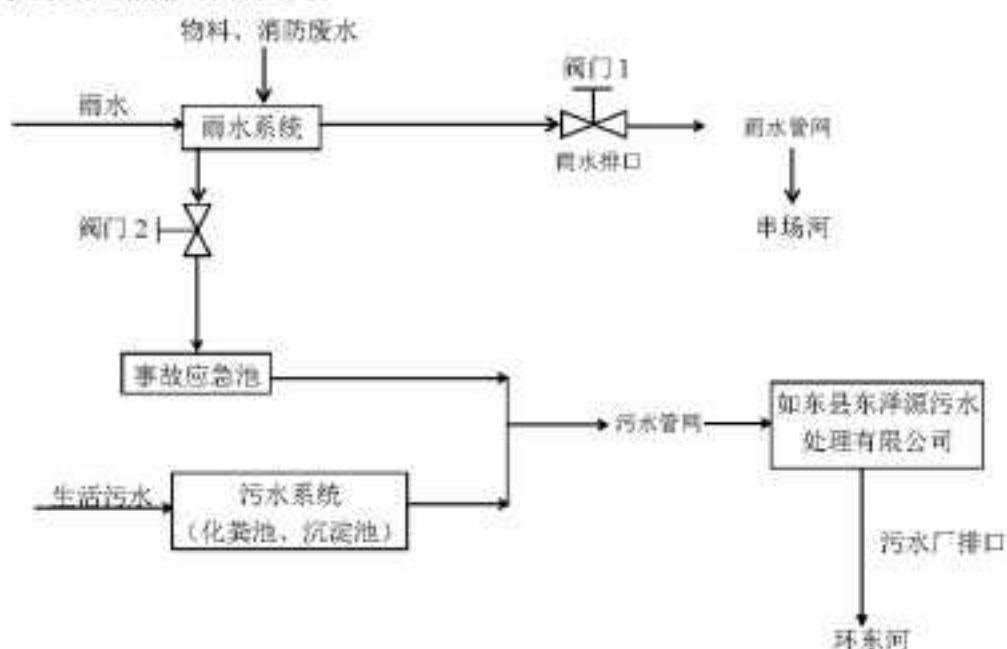 物料、消防废水
阀门 1
雨水
雨水系统
雨水管网
雨水排口
阀门 2
串场河
事故应急池
如东县东洋源污水
处理有限公司
污水管网
生活污水
污水系统
（化粪池、沉淀池）
污水厂排口
环东河